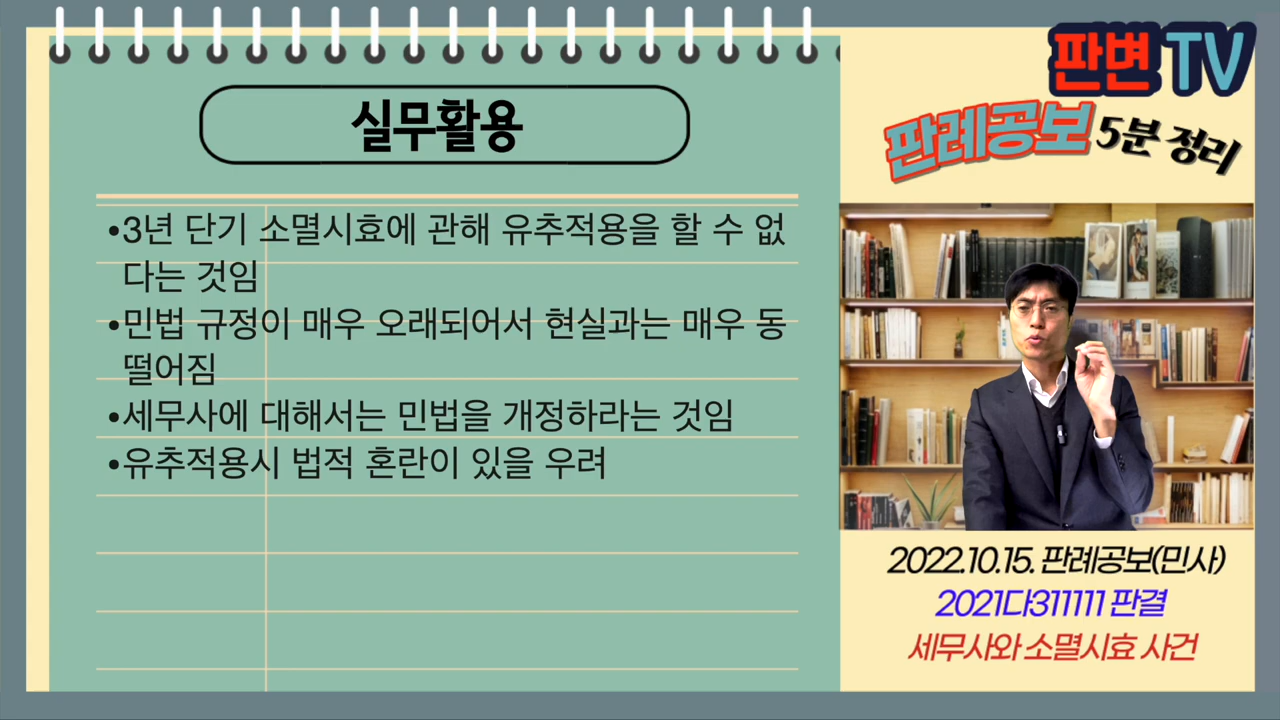 실무활용
•3년 단기 소멸시효에 관해 유추적용을 할 수 없
다는 것임
•민법 규정이 매우 오래되어서 현실과는 매우 동
떨어짐
•세무사에 대해서는 민법을 개정하라는 것임
•유추적용시 법적 혼란이 있을 우려
판변 TV
판례공보 5분 정리
2022.10.15. 판례공보(민사)
2021다311111 판결
세무사와 소멸시효 사건